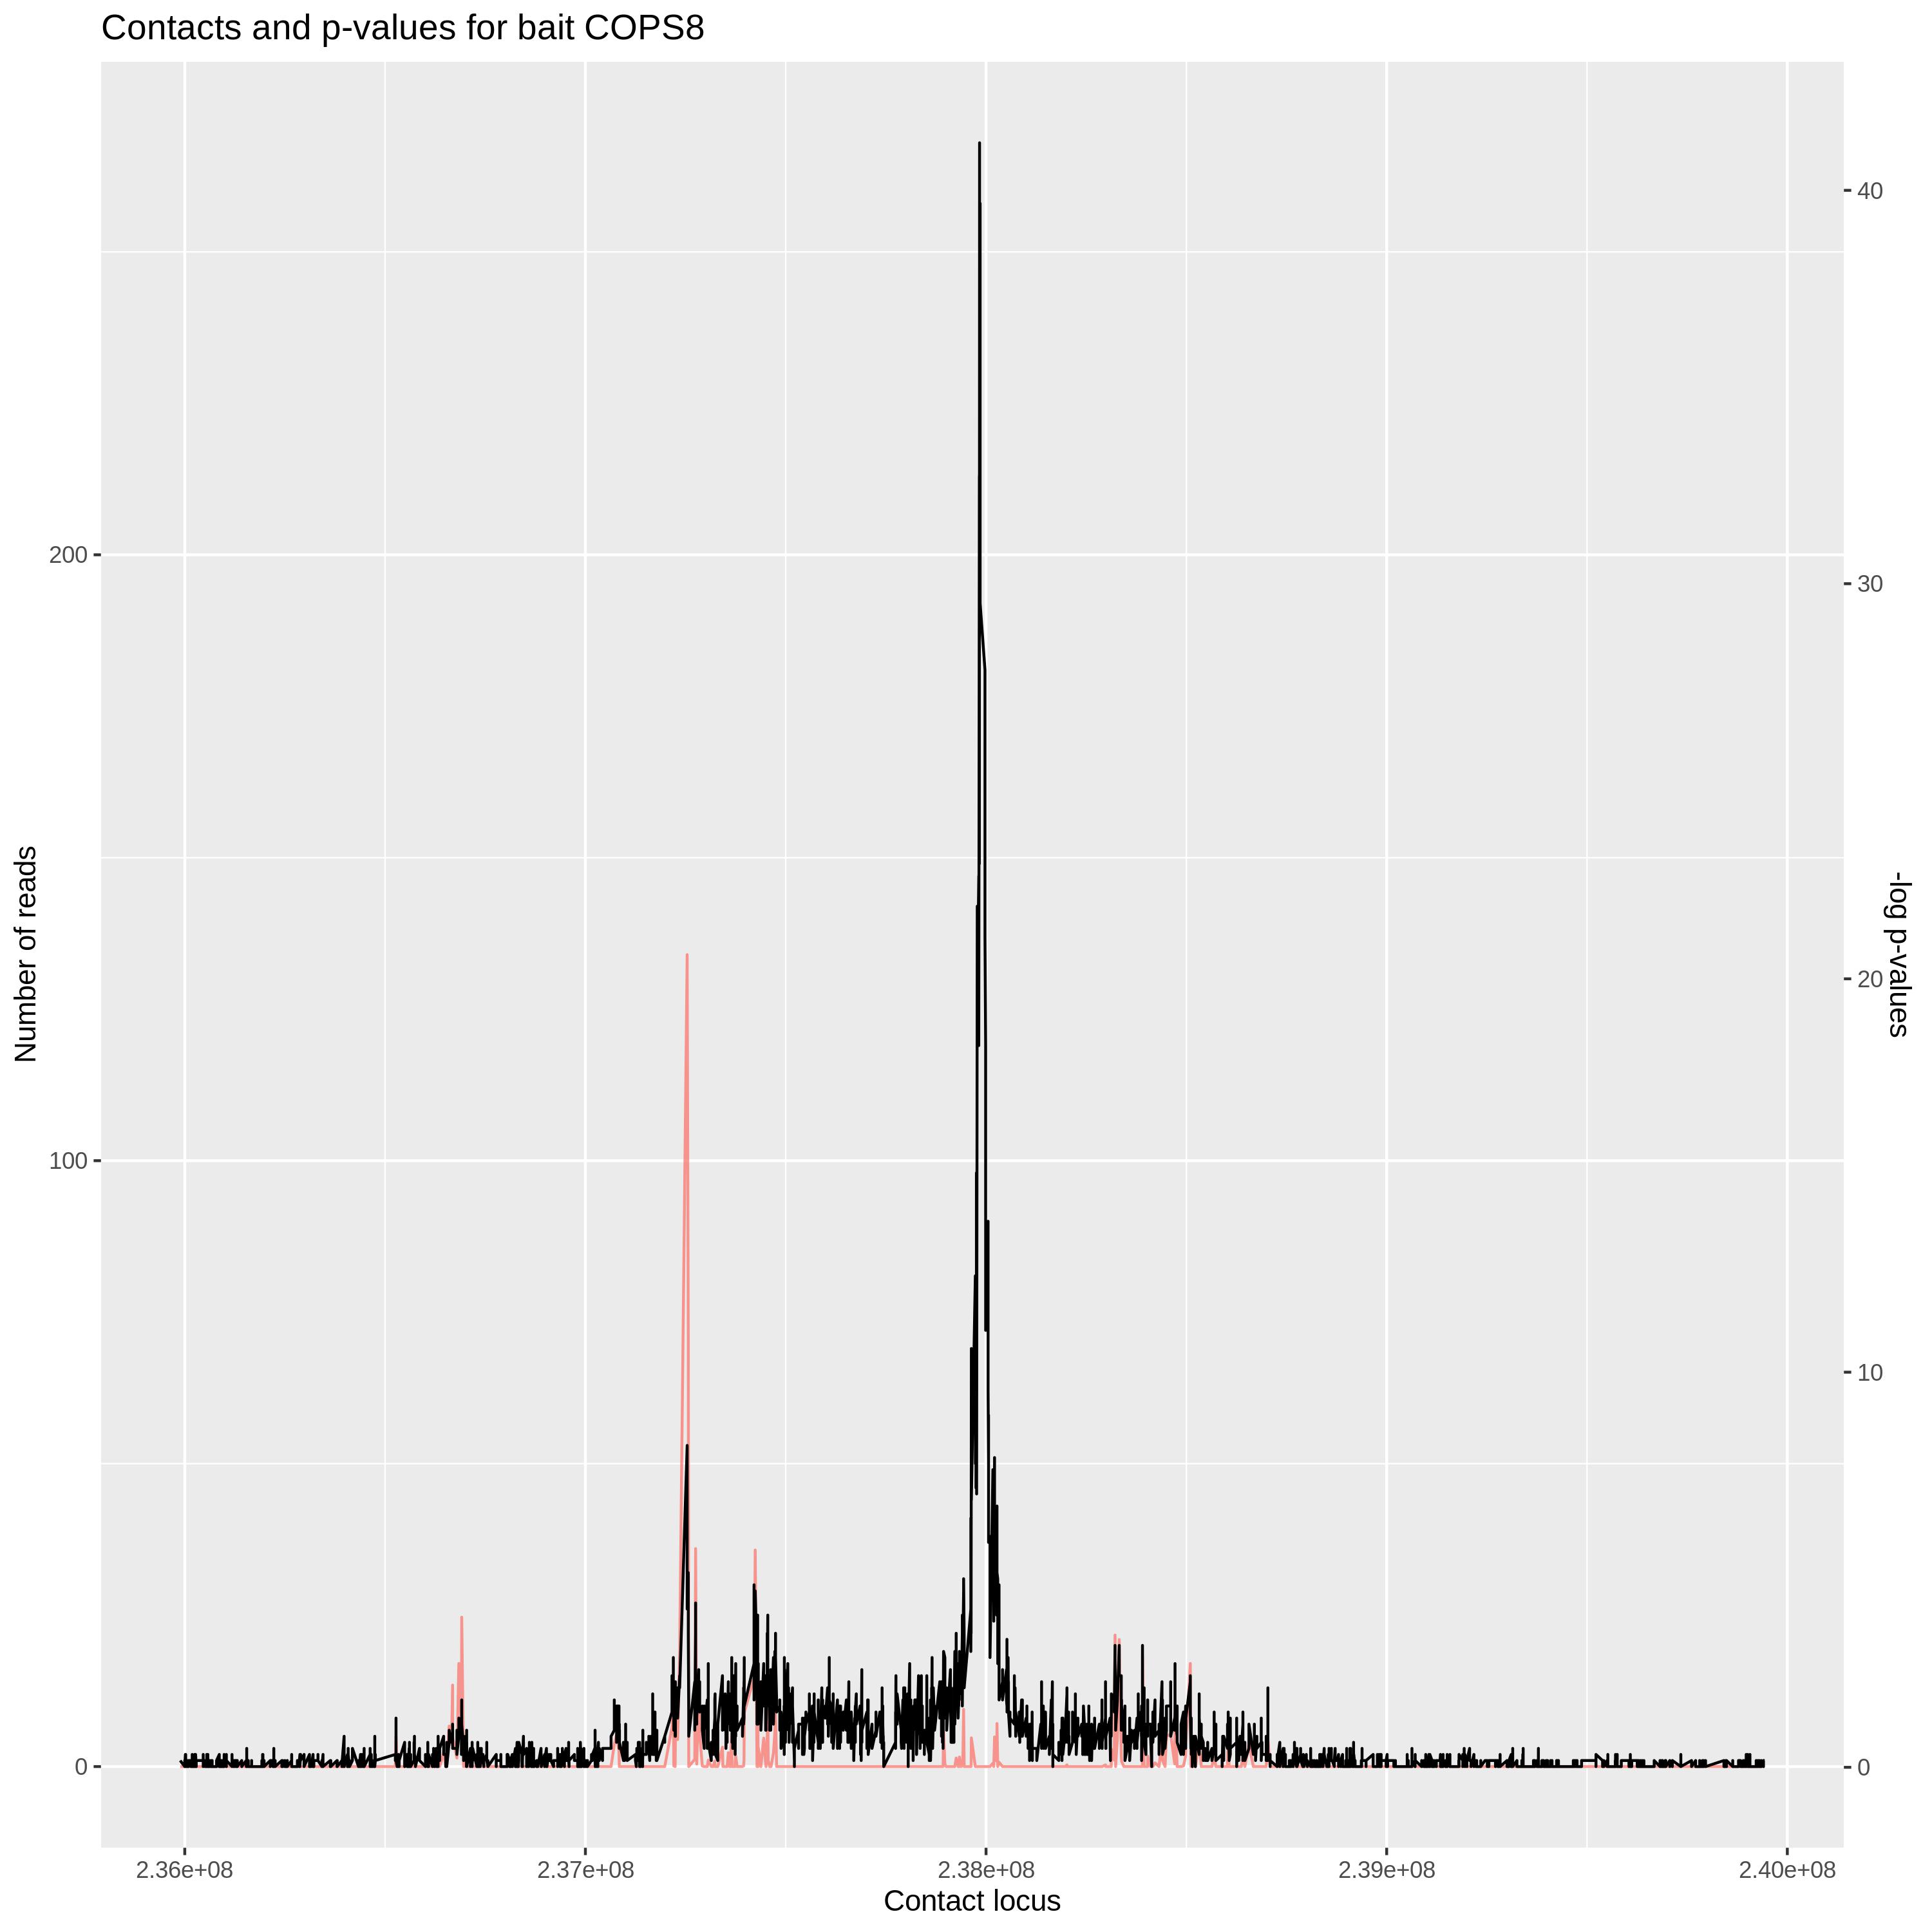 Contacts and p-values for bait COPS8
Number of reads
200
100
0
40
30
20
10
0
-log p-values
2.36e+08
2.37e+08
2.38e+08
2.39e+08
2.40e+08
Contact locus